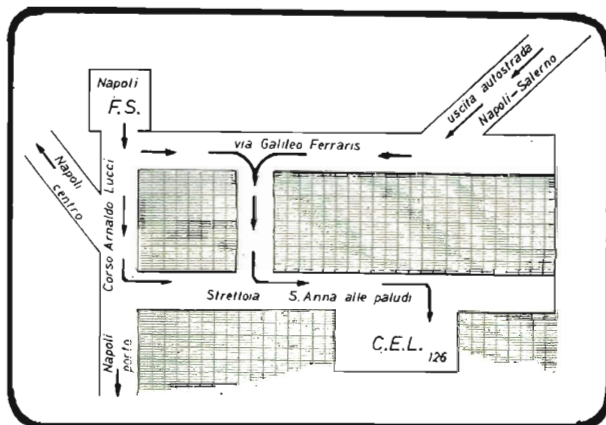 Napoli
F.S.
uscita autostrada
Napoli-Salerno
via Galileo Ferraris
Napoli
centro
Corso Arnaldo Lucci
Strettoia S. Anna alle paludi
C.E.L.
126
Napoli
porto